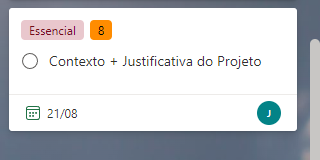 Essencial 8
Contexto + Justificativa do Projeto
21/08 J